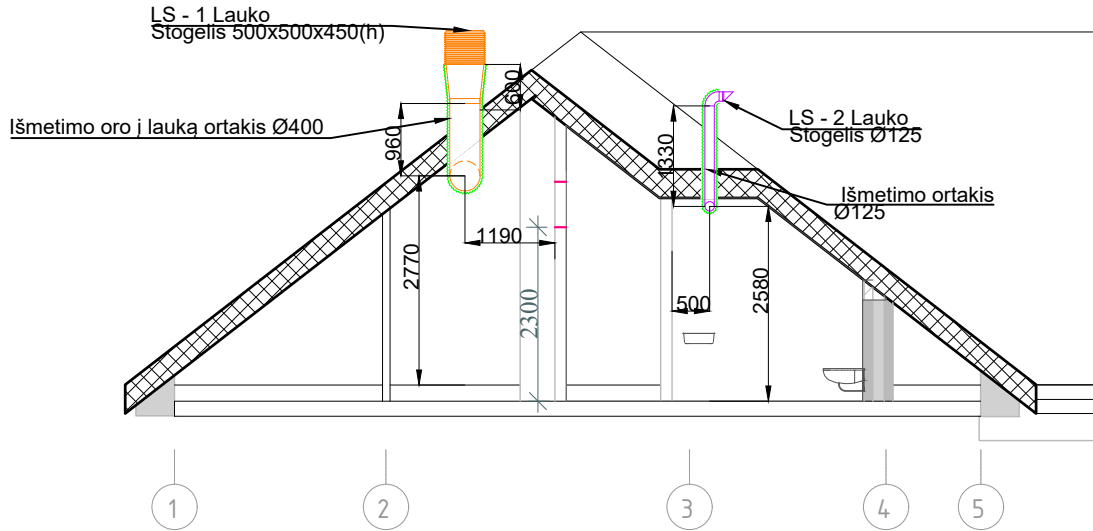 LS - 1 Lauko
Stogelis 500x500x450(h)
Išmetimo oro į lauką ortakis Ø400
960
600
1330
LS - 2 Lauko
Stogelis Ø125
Išmetimo ortakis
Ø125
2770
1190
2300
500
2580
1
2
3
4
5